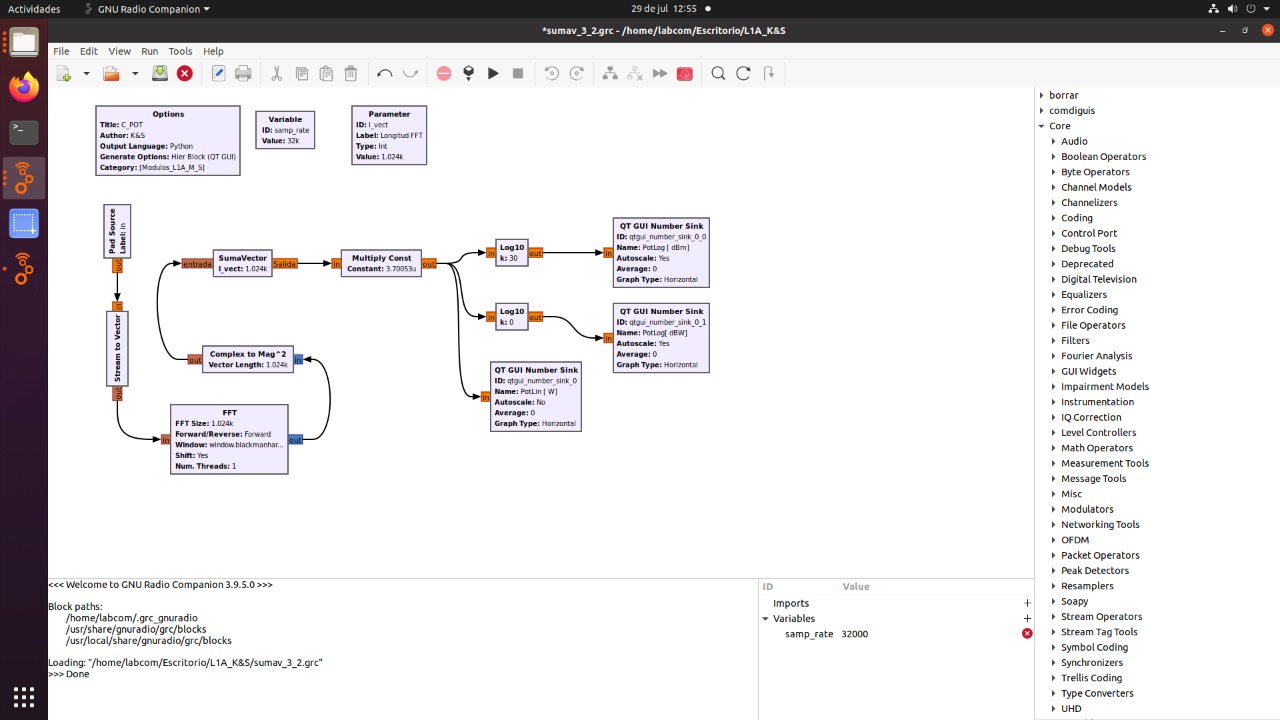 Actividades
GNU Radio Companion
29 de jul 12:55
*sumav_3_2.grc - /home/labcom/Escritorio/L1A_K&S
File Edit View Run Tools Help
Options
Title: C_POT
Author: K&S
Output Language: Python
Generate Options: Hier Block (QT GUI)
Category: [Modulos_L1A_M_S]
Variable
ID: samp_rate
Value: 32k
Parameter
ID: l_vect
Label: Longitud FFT
Type: Int
Value: 1.024k
Pad Source
Label: in
out
in
Stream to Vector
out
entrada
SumaVector
l_vect: 1.024k
Salida
in
Multiply Const
Constant: 3.70053u
out
in
Log10
k: 30
out
in
QT GUI Number Sink
ID: qtgui_number_sink_0_0
Name: PotLog [ dBm]
Autoscale: Yes
Average: 0
Graph Type: Horizontal
in
Log10
k: 0
out
in
QT GUI Number Sink
ID: qtgui_number_sink_0_1
Name: PotLog[ dBW]
Autoscale: Yes
Average: 0
Graph Type: Horizontal
out
Complex to Mag^2
Vector Length: 1.024k
in
in
QT GUI Number Sink
ID: qtgui_number_sink_0
Name: PotLin [ W]
Autoscale: No
Average: 0
Graph Type: Horizontal
in
FFT
FFT Size: 1.024k
Forward/Reverse: Forward
Window: window.blackmanhar...
Shift: Yes
Num. Threads: 1
out
borrar
comdiguis
Core
Audio
Boolean Operators
Byte Operators
Channel Models
Channelizers
Coding
Control Port
Debug Tools
Deprecated
Digital Television
Equalizers
Error Coding
File Operators
Filters
Fourier Analysis
GUI Widgets
Impairment Models
Instrumentation
IQ Correction
Level Controllers
Math Operators
Measurement Tools
Message Tools
Misc
Modulators
Networking Tools
OFDM
Packet Operators
Peak Detectors
Resamplers
Soapy
Stream Operators
Stream Tag Tools
Symbol Coding
Synchronizers
Trellis Coding
Type Converters
UHD
<<< Welcome to GNU Radio Companion 3.9.5.0 >>>
Block paths:
/home/labcom/.grc_gnuradio
/usr/share/gnuradio/grc/blocks
/usr/local/share/gnuradio/grc/blocks
Loading: "/home/labcom/Escritorio/L1A_K&S/sumav_3_2.grc"
>>> Done
ID Value
Imports
Variables
samp_rate 32000